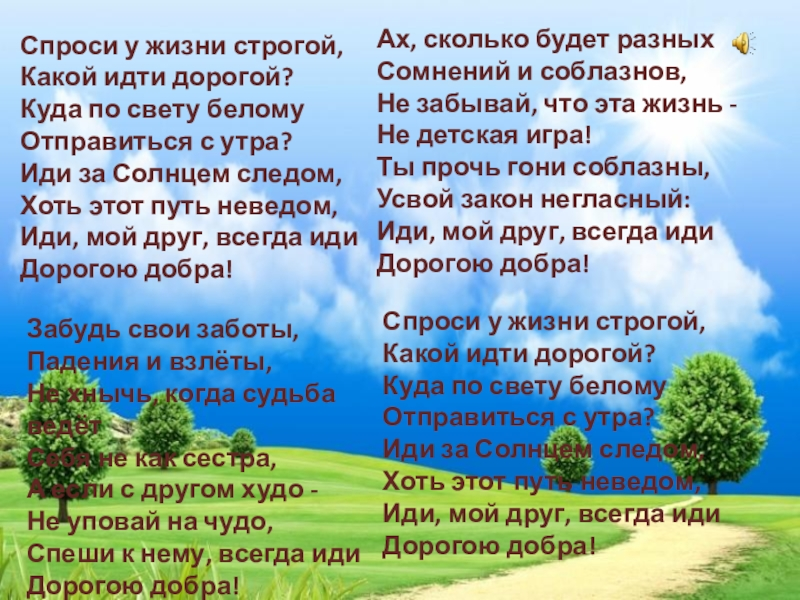 Спроси у жизни строгой,
Какой идти дорогой?
Куда по свету белому
Отправиться с утра?
Иди за Солнцем следом,
Хоть этот путь неведом,
Иди, мой друг, всегда иди
Дорогою добра!
Забудь свои заботы,
Падения и взлёты,
Не хнычь, когда судьба
ведёт
Себя не как сестра,
А если с другом худо -
Не уповай на чудо,
Спеши к нему, всегда иди
Дорогою добра!
Ах, сколько будет разных
Сомнений и соблазнов,
Не забывай, что эта жизнь -
Не детская игра!
Ты прочь гони соблазны,
Усвой закон негласный:
Иди, мой друг, всегда иди
Дорогою добра!
Спроси у жизни строгой,
Какой идти дорогой?
Куда по свету белому
Отправиться с утра?
Иди за Солнцем следом,
Хоть этот путь неведом,
Иди, мой друг, всегда иди
Дорогою добра!